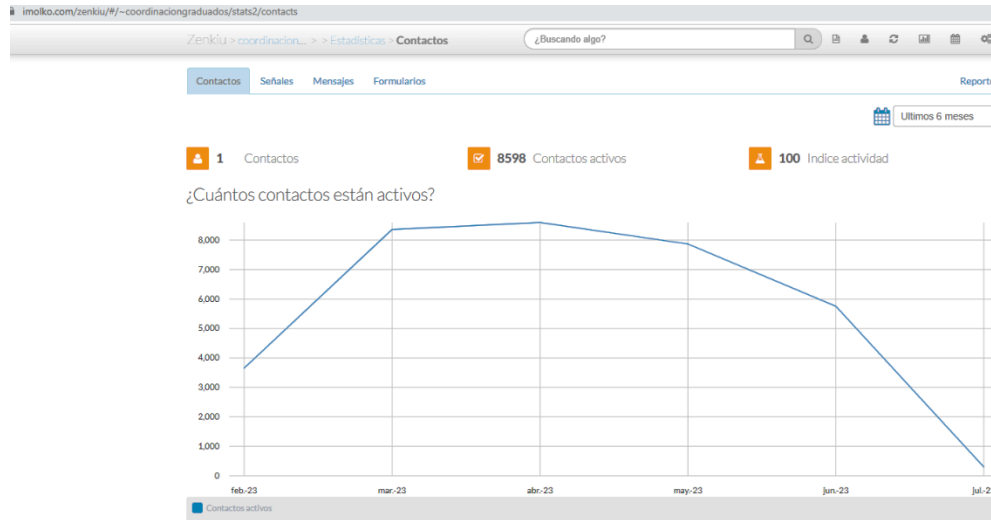 imolko.com/zenkiu/#/~coordinaciongraduados/stats2/contacts
Zenkiu > coordinacion... > > Estadísticas > Contactos
¿Buscando algo?
Contactos Señales Mensajes Formularios Reporte
Ultimos 6 meses
1 Contactos 8598 Contactos activos 100 Indice actividad
¿Cuántos contactos están activos?
8,000
7,000
6,000
5,000
4,000
3,000
2,000
1,000
0
feb.-23 mar.-23 abr.-23 may.-23 jun.-23 jul.-2
Contactos activos